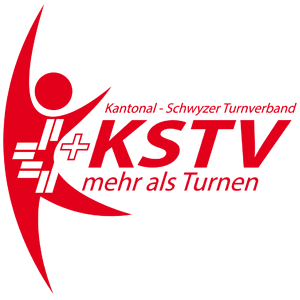 Kantonal - Schwyzer Turnverband
KSTV
mehr als Turnen